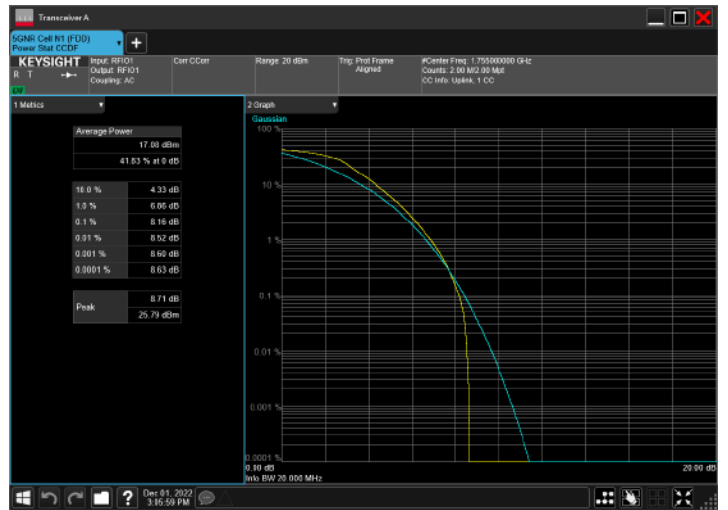 Transceiver A
5GNR Cell N1 (FDD)
Power Stat CCDF
KEYSIGHT
R T
Input: RFIO1
Output: RFIO1
Coupling: AC
Corr CCorr
Range: 20 dBm
Trig: Prot Frame
Aligned
#Center Freq: 1.755000000 GHz
Counts: 2.00 M/2.00 Mpt
CC Info: Uplink, 1 CC
1 Metrics
Average Power
17.08 dBm
41.83 % at 0 dB
10.0 % 4.33 dB
1.0 % 6.86 dB
0.1 % 8.16 dB
0.01 % 8.52 dB
0.001 % 8.60 dB
0.0001 % 8.63 dB
Peak
8.71 dB
25.79 dBm
2 Graph
Gaussian
100 %
10 %
1 %
0.1 %
0.01 %
0.001 %
0.0001 %
0.00 dB
20.00 dB
Info BW 20.000 MHz
?
Dec 01, 2022
3:15:59 PM